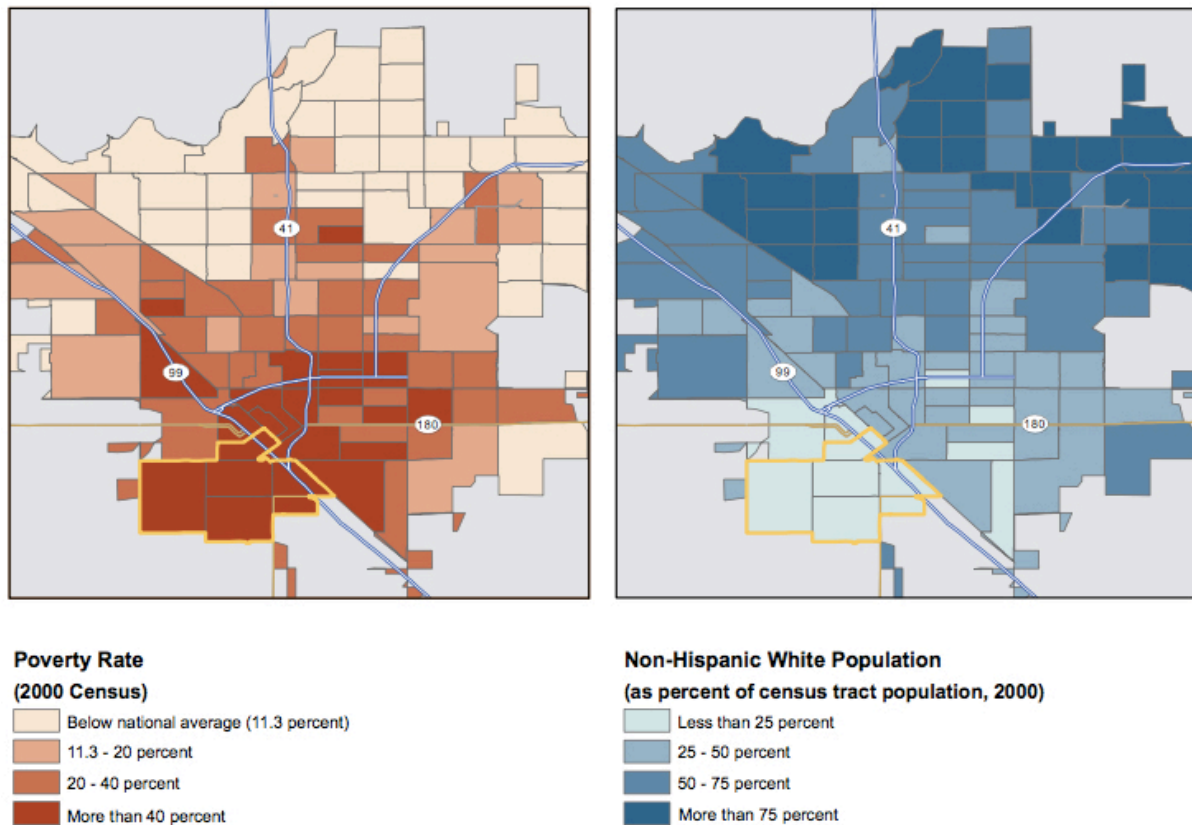 41
99
180
41
99
180
Poverty Rate
(2000 Census)
Below national average (11.3 percent)
11.3 - 20 percent
20 - 40 percent
More than 40 percent
Non-Hispanic White Population
(as percent of census tract population, 2000)
Less than 25 percent
25 - 50 percent
50 - 75 percent
More than 75 percent